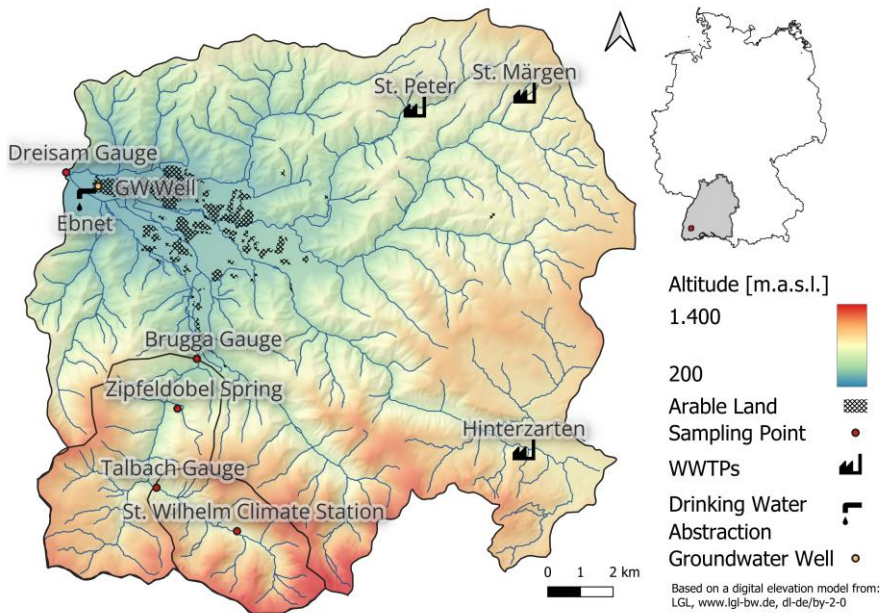 St. Peter
St. Märgen
Dreisam Gauge
GW Well
Ebnet
Brugga Gauge
Zipfeldobel Spring
Hinterzarten
Talbach Gauge
St. Wilhelm Climate Station
0 1 2 km
Altitude [m.a.s.l.]
1.400
200
Arable Land
Sampling Point
WWTPs
Drinking Water
Abstraction
Groundwater Well
Based on a digital elevation model from:
LGL, www.lgl-bw.de, dl-de/by-2-0